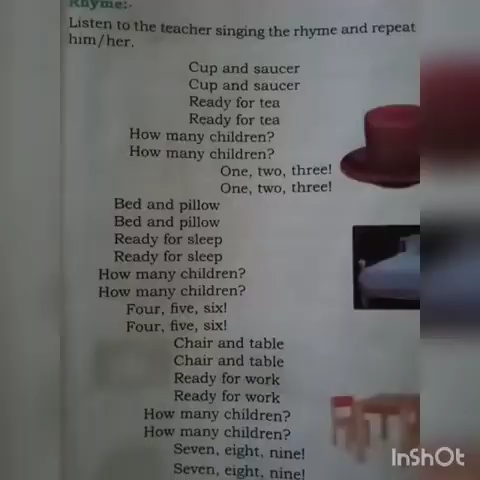 Rhyme:-
Listen to the teacher singing the rhyme and repeat
him/her.
Cup and saucer
Cup and saucer
Ready for tea
Ready for tea
How many children?
How many children?
One, two, three!
One, two, three!
Bed and pillow
Bed and pillow
Ready for sleep
Ready for sleep
How many children?
How many children?
Four, five, six!
Four, five, six!
Chair and table
Chair and table
Ready for work
Ready for work
How many children?
How many children?
Seven, eight, nine!
Seven, eight, nine!
InShOt